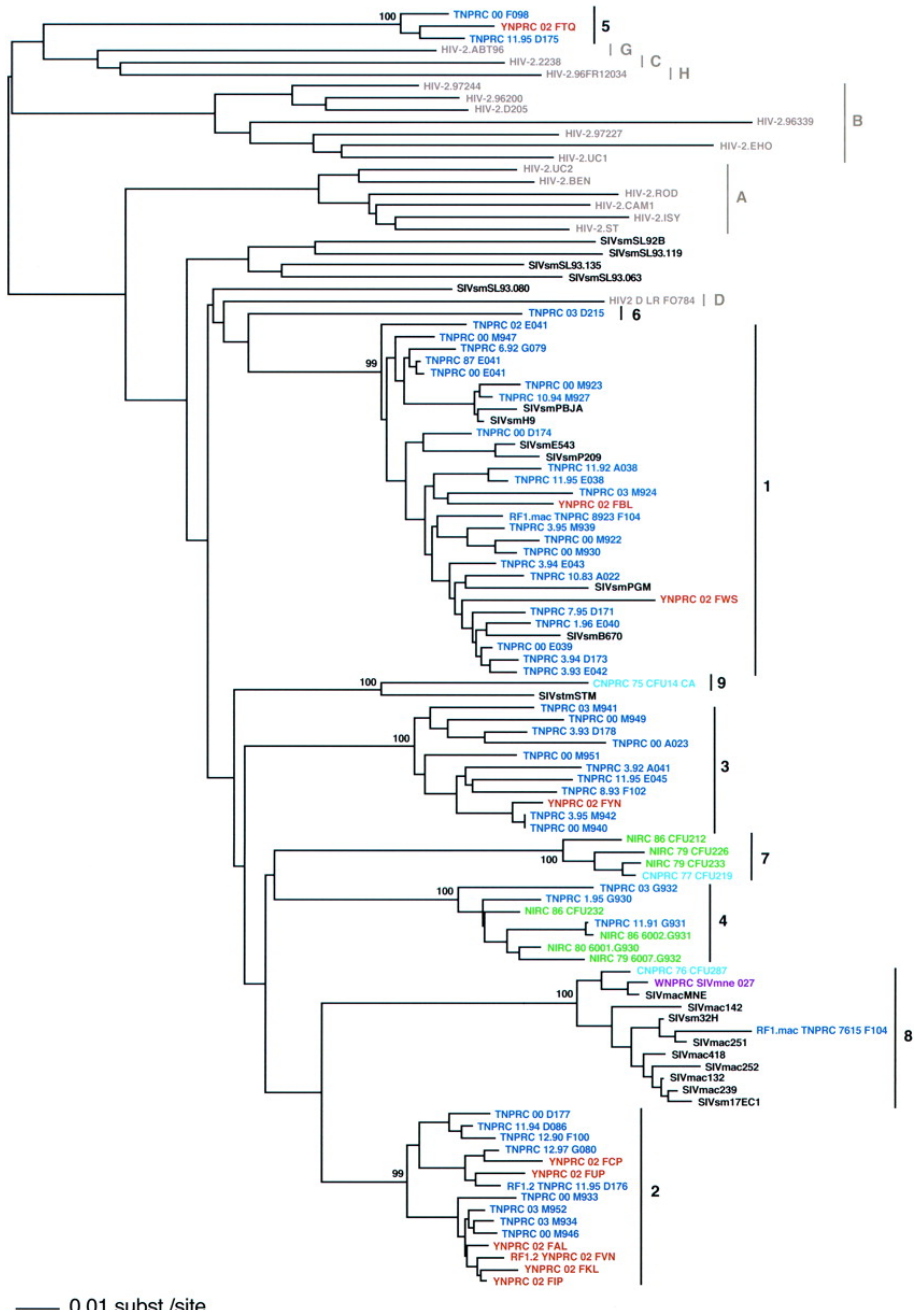 100
TNPRC 00 F098
YNPRC 02 FTQ
TNPRC 11.95 D175
5
HIV-2.ABT96
G
HIV-2.2238
C
HIV-2.96FR12034
H
HIV-2.97244
HIV-2.96200
HIV-2.D205
HIV-2.96339
B
HIV-2.97227
HIV-2.EHO
HIV-2.UC1
HIV-2.UC2
HIV-2.BEN
HIV-2.ROD
A
HIV-2.CAM1
HIV-2.ISY
HIV-2.ST
SIVsmSL92B
SIVsmSL93.119
SIVsmSL93.135
SIVsmSL93.063
SIVsmSL93.080
HIV2 D LR FO784
D
TNPRC 03 D215
6
TNPRC 02 E041
TNPRC 00 M947
TNPRC 6.92 G079
99
TNPRC 87 E041
TNPRC 00 E041
TNPRC 00 M923
TNPRC 10.94 M927
SIVsmPBJA
SIVsmH9
TNPRC 00 D174
SIVsmE543
SIVsmP209
TNPRC 11.92 A038
TNPRC 11.95 E038
1
TNPRC 03 M924
YNPRC 02 FBL
RF1.mac TNPRC 8923 F104
TNPRC 3.95 M939
TNPRC 00 M922
TNPRC 00 M930
TNPRC 3.94 E043
TNPRC 10.83 A022
SIVsmPGM
YNPRC 02 FWS
TNPRC 7.95 D171
TNPRC 1.96 E040
SIVsmB670
TNPRC 00 E039
TNPRC 3.94 D173
TNPRC 3.93 E042
100
CNPRC 75 CFU14 CA
9
SIVstmSTM
TNPRC 03 M941
TNPRC 00 M949
TNPRC 3.93 D178
100
TNPRC 00 A023
TNPRC 00 M951
TNPRC 3.92 A041
3
TNPRC 11.95 E045
TNPRC 8.93 F102
YNPRC 02 FYN
TNPRC 3.95 M942
TNPRC 00 M940
NIRC 86 CFU212
NIRC 79 CFU226
100
NIRC 79 CFU233
7
CNPRC 77 CFU219
100
TNPRC 03 G932
TNPRC 1.95 G930
NIRC 86 CFU232
TNPRC 11.91 G931
4
NIRC 86 6002.G931
NIRC 80 6001.G930
NIRC 79 6007.G932
CNPRC 76 CFU287
WNPRC SIVmne 027
100
SIVmacMNE
SIVmac142
SIVsm32H
RF1.mac TNPRC 7615 F104
SIVmac251
8
SIVmac418
SIVmac252
SIVmac132
SIVmac239
SIVsm17EC1
TNPRC 00 D177
TNPRC 11.94 D086
TNPRC 12.90 F100
TNPRC 12.97 G080
YNPRC 02 FCP
99
YNPRC 02 FUP
RF1.2 TNPRC 11.95 D176
2
TNPRC 00 M933
TNPRC 03 M952
TNPRC 03 M934
TNPRC 00 M946
YNPRC 02 FAL
RF1.2 YNPRC 02 FVN
YNPRC 02 FKL
YNPRC 02 FIP
0.01 subst./site